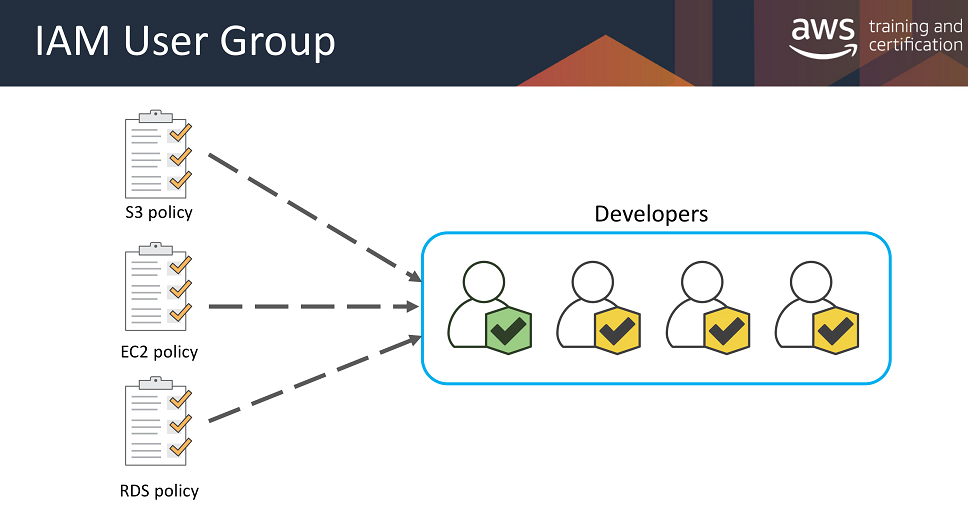 IAM User Group
aws
training and
certification
S3 policy
Developers
EC2 policy
RDS policy